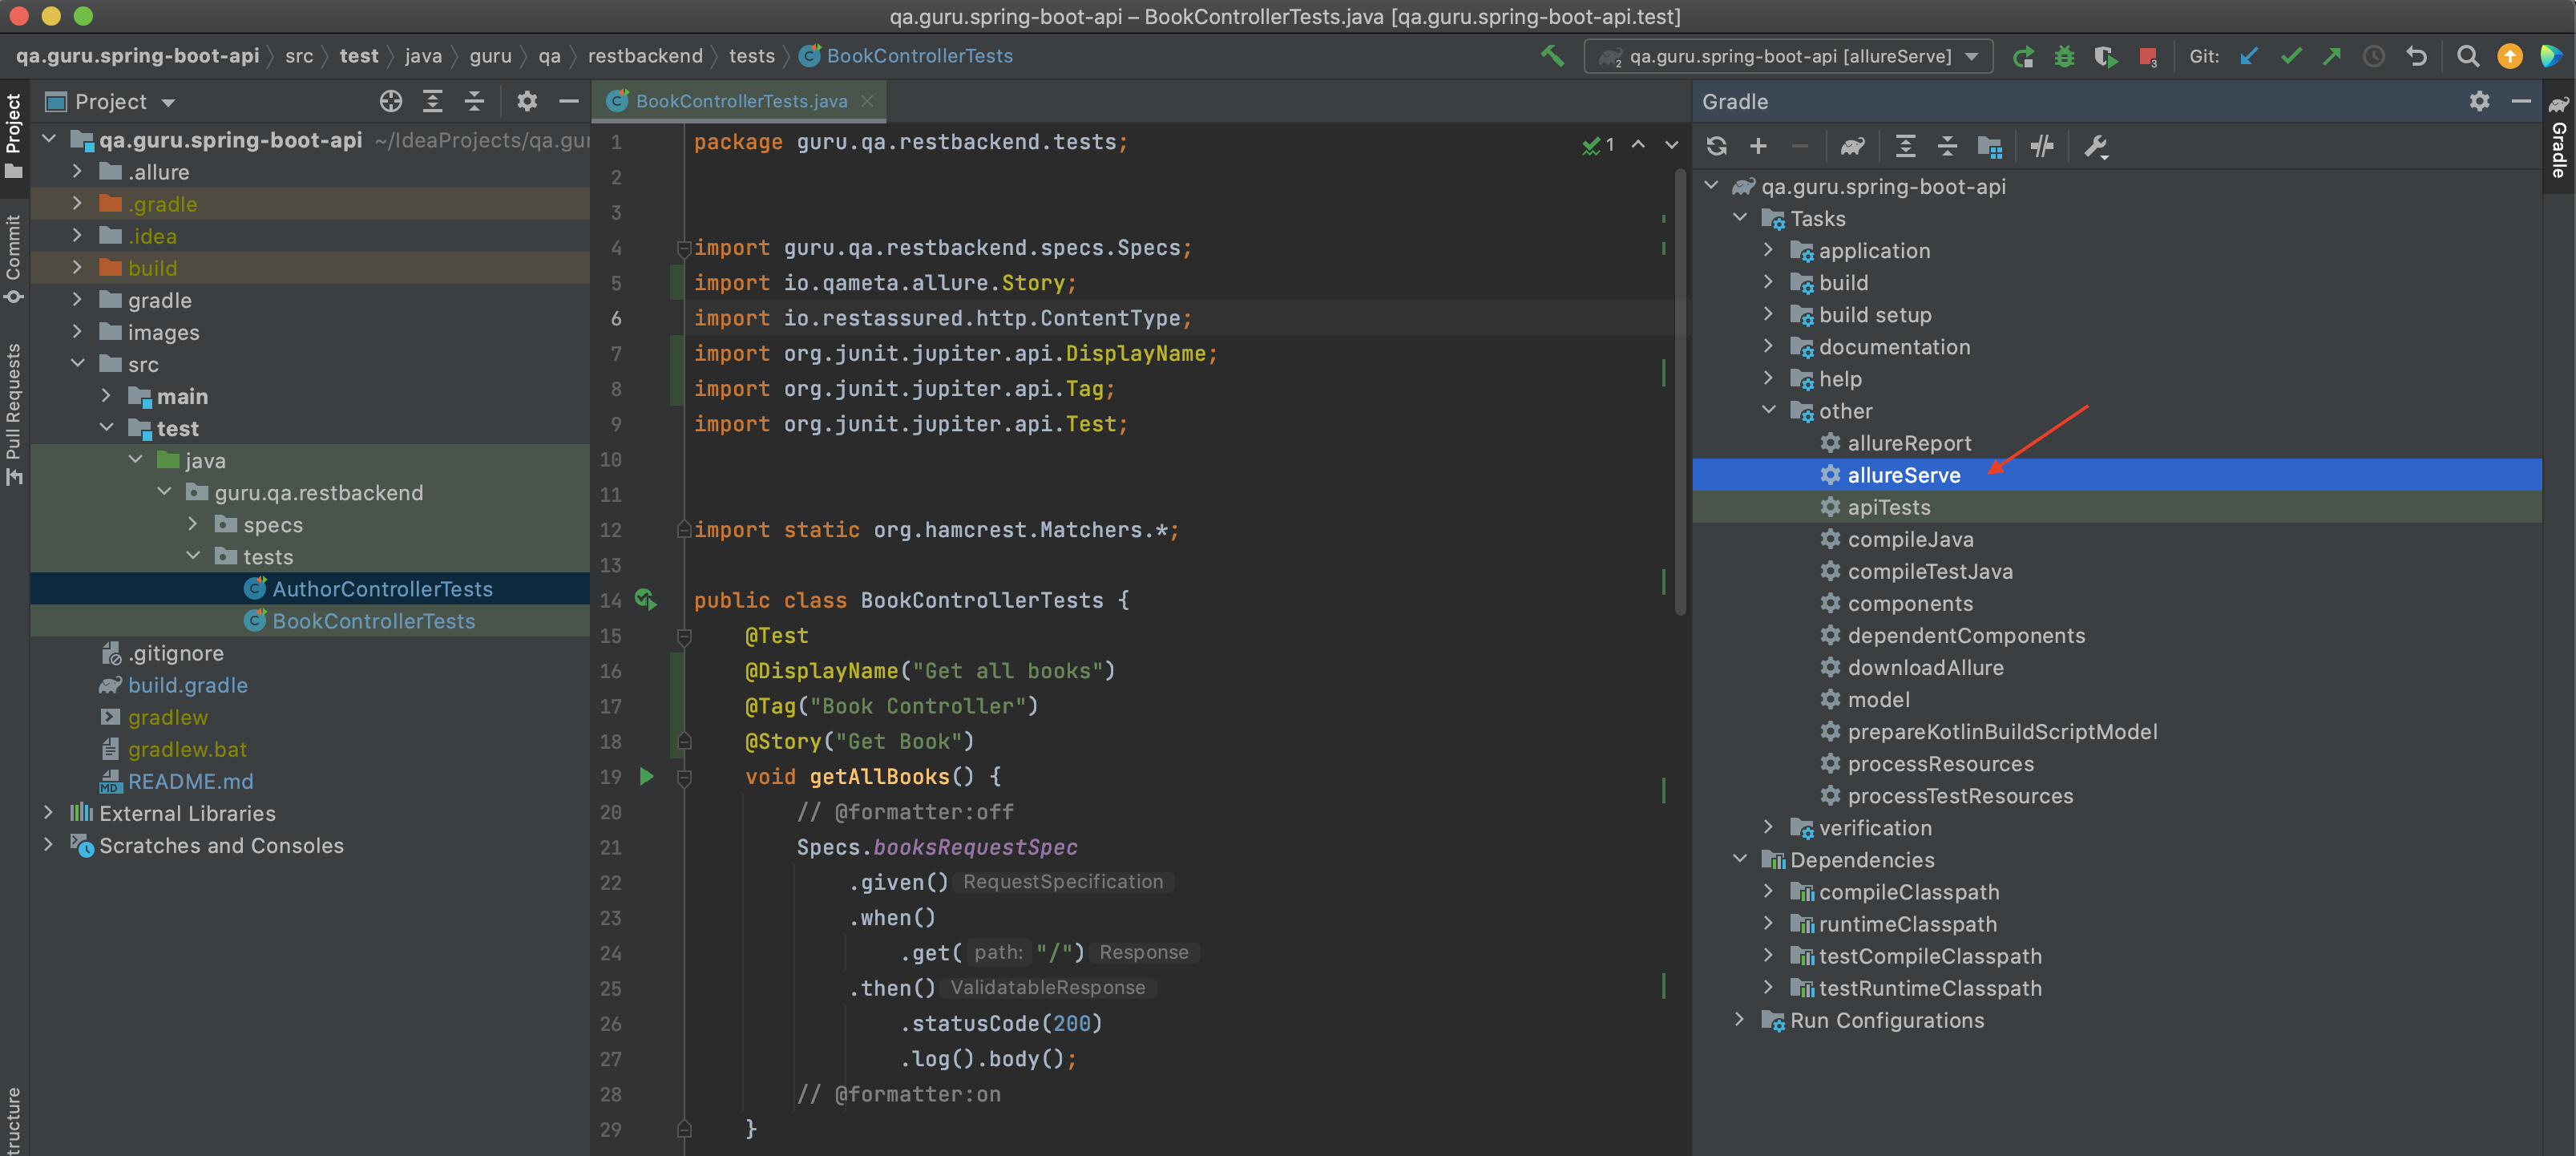 qa.guru.spring-boot-api – BookControllerTests.java [qa.guru.spring-boot-api.test]
qa.guru.spring-boot-api src test java guru qa restbackend tests BookControllerTests
2 qa.guru.spring-boot-api [allureServe]
3
Git:
Project
Commit
Pull Requests
Project
qa.guru.spring-boot-api ~/IdeaProjects/qa.gur
.allure
.gradle
.idea
build
gradle
images
src
main
test
java
guru.qa.restbackend
specs
tests
AuthorControllerTests
BookControllerTests
.gitignore
build.gradle
gradlew
gradlew.bat
MD README.md
External Libraries
Scratches and Consoles
BookControllerTests.java
1
1 package guru.qa.restbackend.tests;
2
3
4 import guru.qa.restbackend.specs.Specs;
5 import io.qameta.allure.Story;
6 import io.restassured.http.ContentType;
7 import org.junit.jupiter.api.DisplayName;
8 import org.junit.jupiter.api.Tag;
9 import org.junit.jupiter.api.Test;
10
11
12 import static org.hamcrest.Matchers.*;
13
14 public class BookControllerTests {
15 @Test
16 @DisplayName("Get all books")
17 @Tag("Book Controller")
18 @Story("Get Book")
19 void getAllBooks() {
20 // @formatter:off
21 Specs.booksRequestSpec
22 .given() RequestSpecification
23 .when()
24 .get( path: "/") Response
25 .then() ValidatableResponse
26 .statusCode(200)
27 .log().body();
28 // @formatter:on
29 }
Gradle
qa.guru.spring-boot-api
Tasks
application
build
build setup
documentation
help
other
allureReport
allureServe
apiTests
compileJava
compileTestJava
components
dependentComponents
downloadAllure
model
prepareKotlinBuildScriptModel
processResources
processTestResources
verification
Dependencies
compileClasspath
runtimeClasspath
testCompileClasspath
testRuntimeClasspath
Run Configurations
Gradle